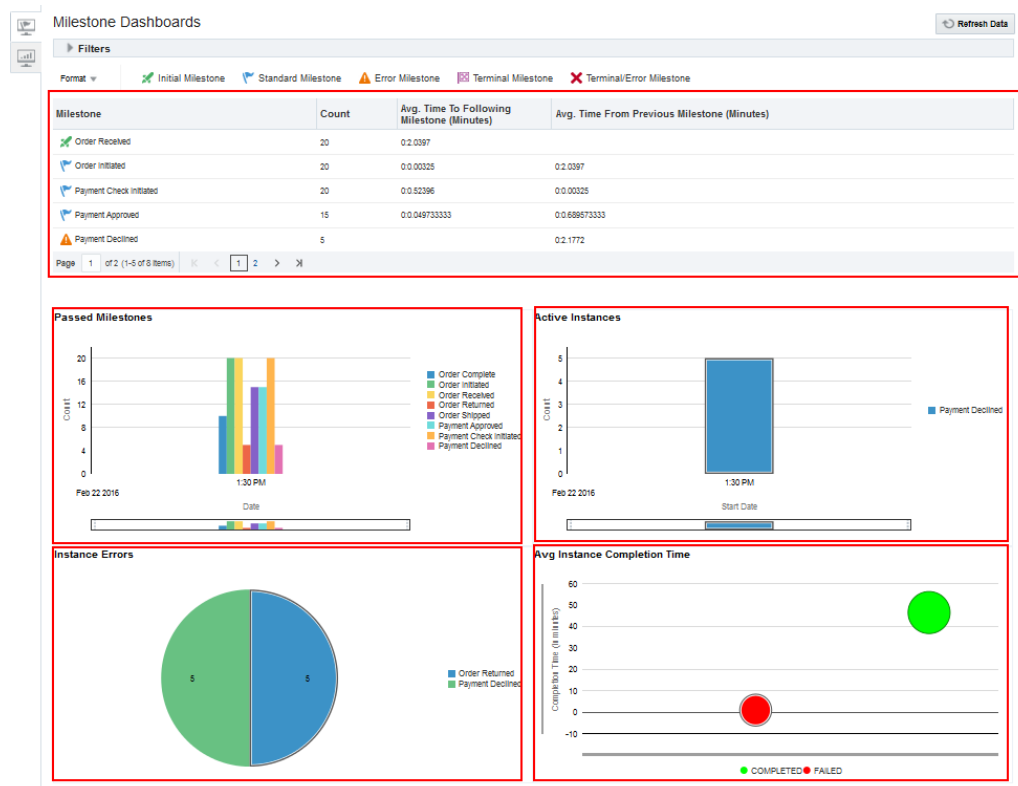 Milestone Dashboards
Refresh Data
Filters
Format
Initial Milestone
Standard Milestone
Error Milestone
Terminal Milestone
Terminal/Error Milestone
Milestone Count Avg. Time To Following Milestone (Minutes) Avg. Time From Previous Milestone (Minutes)
Order Received 20 0:2.0397
Order Initiated 20 0:0.00325 0:2.0397
Payment Check Initiated 20 0:0.52396 0:0.00325
Payment Approved 15 0:0.049733333 0:0.689573333
Payment Declined 5 0:2.1772
Page 1 of 2 (1-5 of 8 items) 1 2
Passed Milestones
20
16
12
8
4
0
Count
1:30 PM
Feb 22 2016
Date
Order Complete
Order Initiated
Order Received
Order Returned
Order Shipped
Payment Approved
Payment Check Initiated
Payment Declined
Active Instances
5
4
3
2
1
0
Count
1:30 PM
Feb 22 2016
Start Date
Payment Declined
Instance Errors
5
5
Order Returned
Payment Declined
Avg Instance Completion Time
60
50
40
30
20
10
0
-10
Completion Time (in minutes)
COMPLETED
FAILED